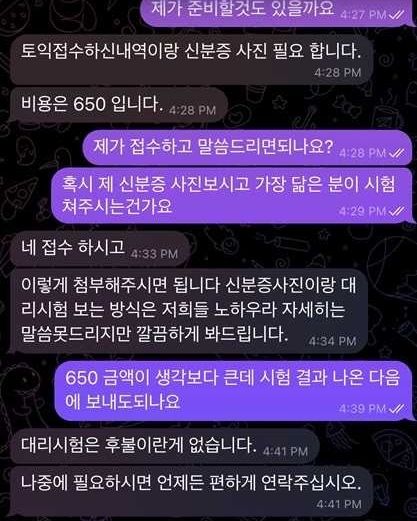 제가 준비할것도 있을까요 4:27 PM
토익접수하신내역이랑 신분증 사진 필요 합니다.
4:28 PM
비용은 650 입니다. 4:28 PM
제가 접수하고 말씀드리면되나요? 4:28 PM
혹시 제 신분증 사진보시고 가장 닮은 분이 시험
쳐주시는건가요 4:29 PM
네 접수 하시고 4:33 PM
이렇게 첨부해주시면 됩니다 신분증사진이랑 대
리시험 보는 방식은 저희들 노하우라 자세히는
말씀못드리지만 깔끔하게 봐드립니다. 4:34 PM
650 금액이 생각보다 큰데 시험 결과 나온 다음
에 보내도되나요 4:39 PM
대리시험은 후불이란게 없습니다. 4:41 PM
나중에 필요하시면 언제든 편하게 연락주십시오.
4:41 PM